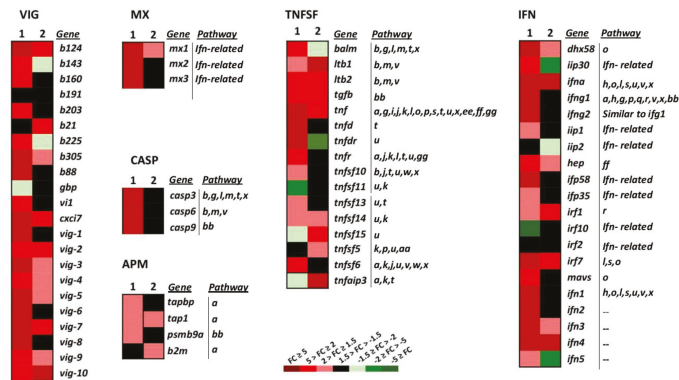 VIG
1 2 Gene
b124
b143
b160
b191
b203
b21
b225
b305
b88
gbp
vi1
cxci7
vig-1
vig-2
vig-3
vig-4
vig-5
vig-6
vig-7
vig-8
vig-9
vig-10
MX
1 2 Gene Pathway
mx1 Ifn-related
mx2 Ifn-related
mx3 Ifn-related
CASP
1 2 Gene Pathway
casp3 b,g,l,m,t,x
casp6 b,m,v
casp9 bb
APM
1 2 Gene Pathway
tapbp a
tap1 a
psmb9a bb
b2m a
TNFSF
1 2 Gene Pathway
balm b,g,l,m,t,x
ltb1 b,m,v
ltb2 b,m,v
tgfb bb
tnf a,g,i,j,k,l,o,p,s,t,u,x,ee,ff,gg
tnfd t
tnfdr u
tnfr a,j,k,l,t,u,gg
tnfsf10 b,j,t,u,w,x
tnfsf11 u,k
tnfsf13 u,t
tnfsf14 u,k
tnfsf15 u
tnfsf5 k,p,u,aa
tnfsf6 a,k,j,u,v,w,x
tnfaip3 a,k,t
FC ≥ 5
5 > FC ≥ 2
2 > FC ≥ 1.5
1.5 > FC > -1.5
-1.5 ≥ FC > -2
-2 ≥ FC > -5
-5 ≥ FC
IFN
1 2 Gene Pathway
dhx58 o
iip30 Ifn- related
ifna h,o,l,s,u,v,x
ifng1 a,h,g,p,q,r,v,x,bb
ifng2 Similar to ifg1
iip1 Ifn- related
iip2 Ifn- related
hep ff
ifp58 Ifn- related
ifp35 Ifn- related
irf1 r
irf10 Ifn- related
irf2 Ifn- related
irf7 l,s,o
mavs o
ifn1 h,o,l,s,u,v,x
ifn2 --
ifn3 --
ifn4 --
ifn5 --